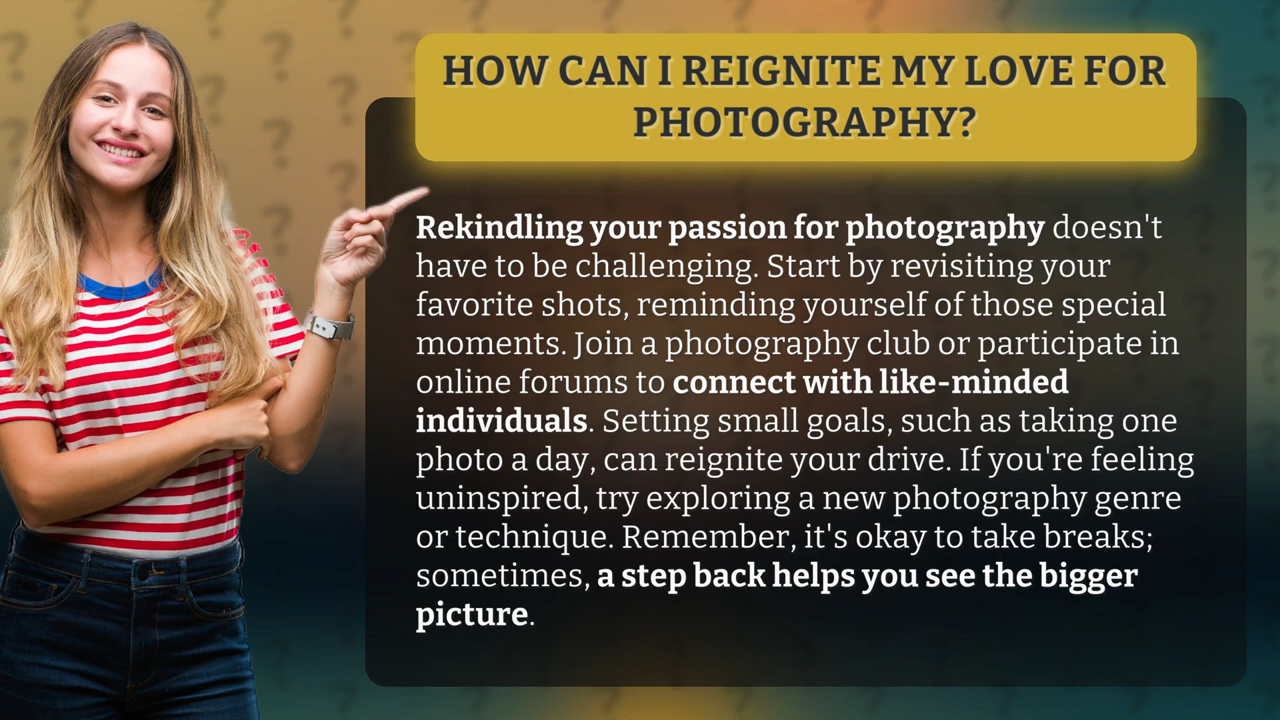 HOW CAN I REIGNITE MY LOVE FOR
PHOTOGRAPHY?
Rekindling your passion for photography doesn't
have to be challenging. Start by revisiting your
favorite shots, reminding yourself of those special
moments. Join a photography club or participate in
online forums to connect with like-minded
individuals. Setting small goals, such as taking one
photo a day, can reignite your drive. If you're feeling
uninspired, try exploring a new photography genre
or technique. Remember, it's okay to take breaks;
sometimes, a step back helps you see the bigger
picture.